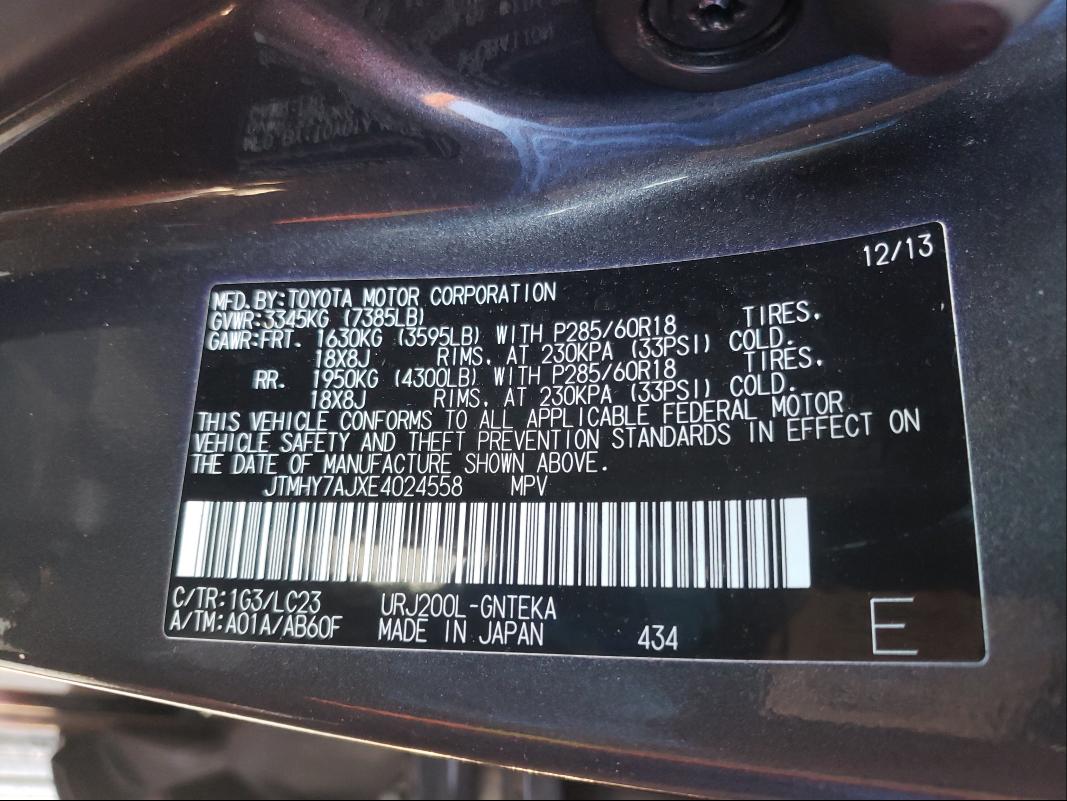 12/13
MFD. BY:TOYOTA MOTOR CORPORATION
GVWR:3345KG (7385LB)
GAWR:FRT. 1630KG (3595LB) WITH P285/60R18 TIRES,
18X8J RIMS, AT 230KPA (33PSI) COLD.
RR. 1950KG (4300LB) WITH P285/60R18 TIRES,
18X8J RIMS, AT 230KPA (33PSI) COLD.
THIS VEHICLE CONFORMS TO ALL APPLICABLE FEDERAL MOTOR
VEHICLE SAFETY AND THEFT PREVENTION STANDARDS IN EFFECT ON
THE DATE OF MANUFACTURE SHOWN ABOVE.
JTMHY7AJXE4024558 MPV
C/TR:1G3/LC23 URJ200L-GNTEKA
A/TM:A01A/AB60F MADE IN JAPAN 434 E